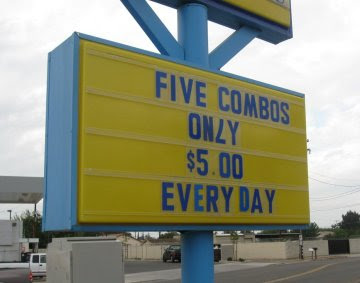 FIVE COMBOS
ONLY
$5.00
EVERY DAY